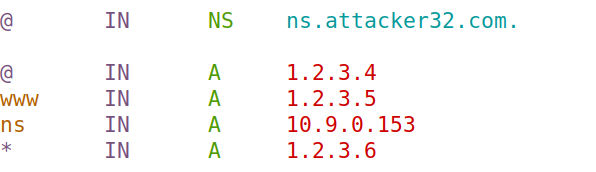 @ IN NS ns.attacker32.com.
@ IN A 1.2.3.4
www IN A 1.2.3.5
ns IN A 10.9.0.153
* IN A 1.2.3.6